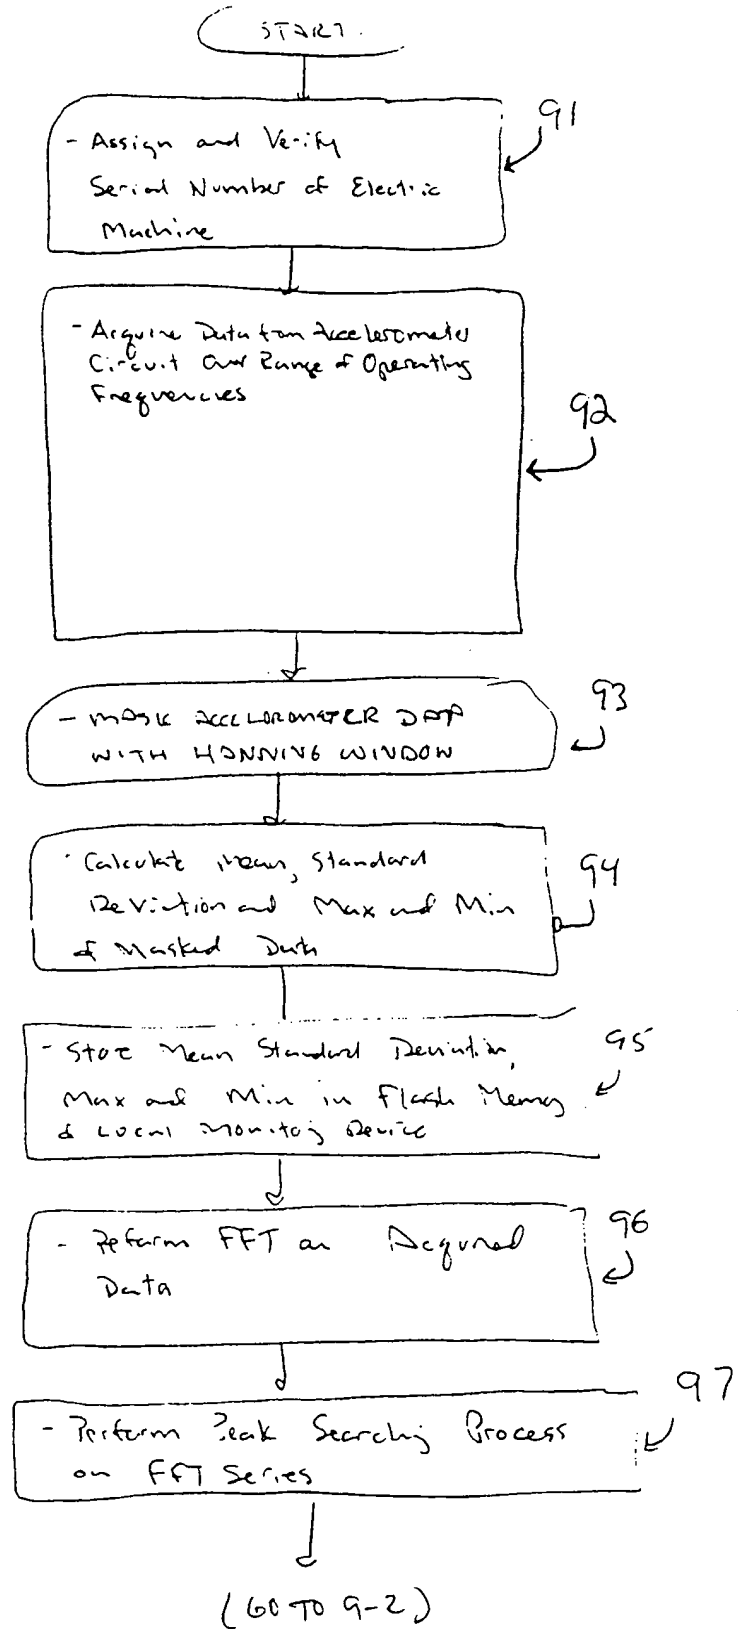 START.
91
- Assign and Verify
Serial Number of Electric
Machine
- Acquire Data from Accelerometer
Circuit Over Range of Operating
Frequencies
92
93
- MASK ACCELOROMETER DATA
WITH HANNING WINDOW
- Calculate Mean, Standard
Deviation and Max and Min
of Masked Data
94
- Store Mean Standard Deviation,
Max and Min in Flash Memory
of Local Monitoring Device
95
- Perform FFT on Acquired
Data
96
97
- Perform Peak Searching Process
on FFT Series
(GO TO 9-2)